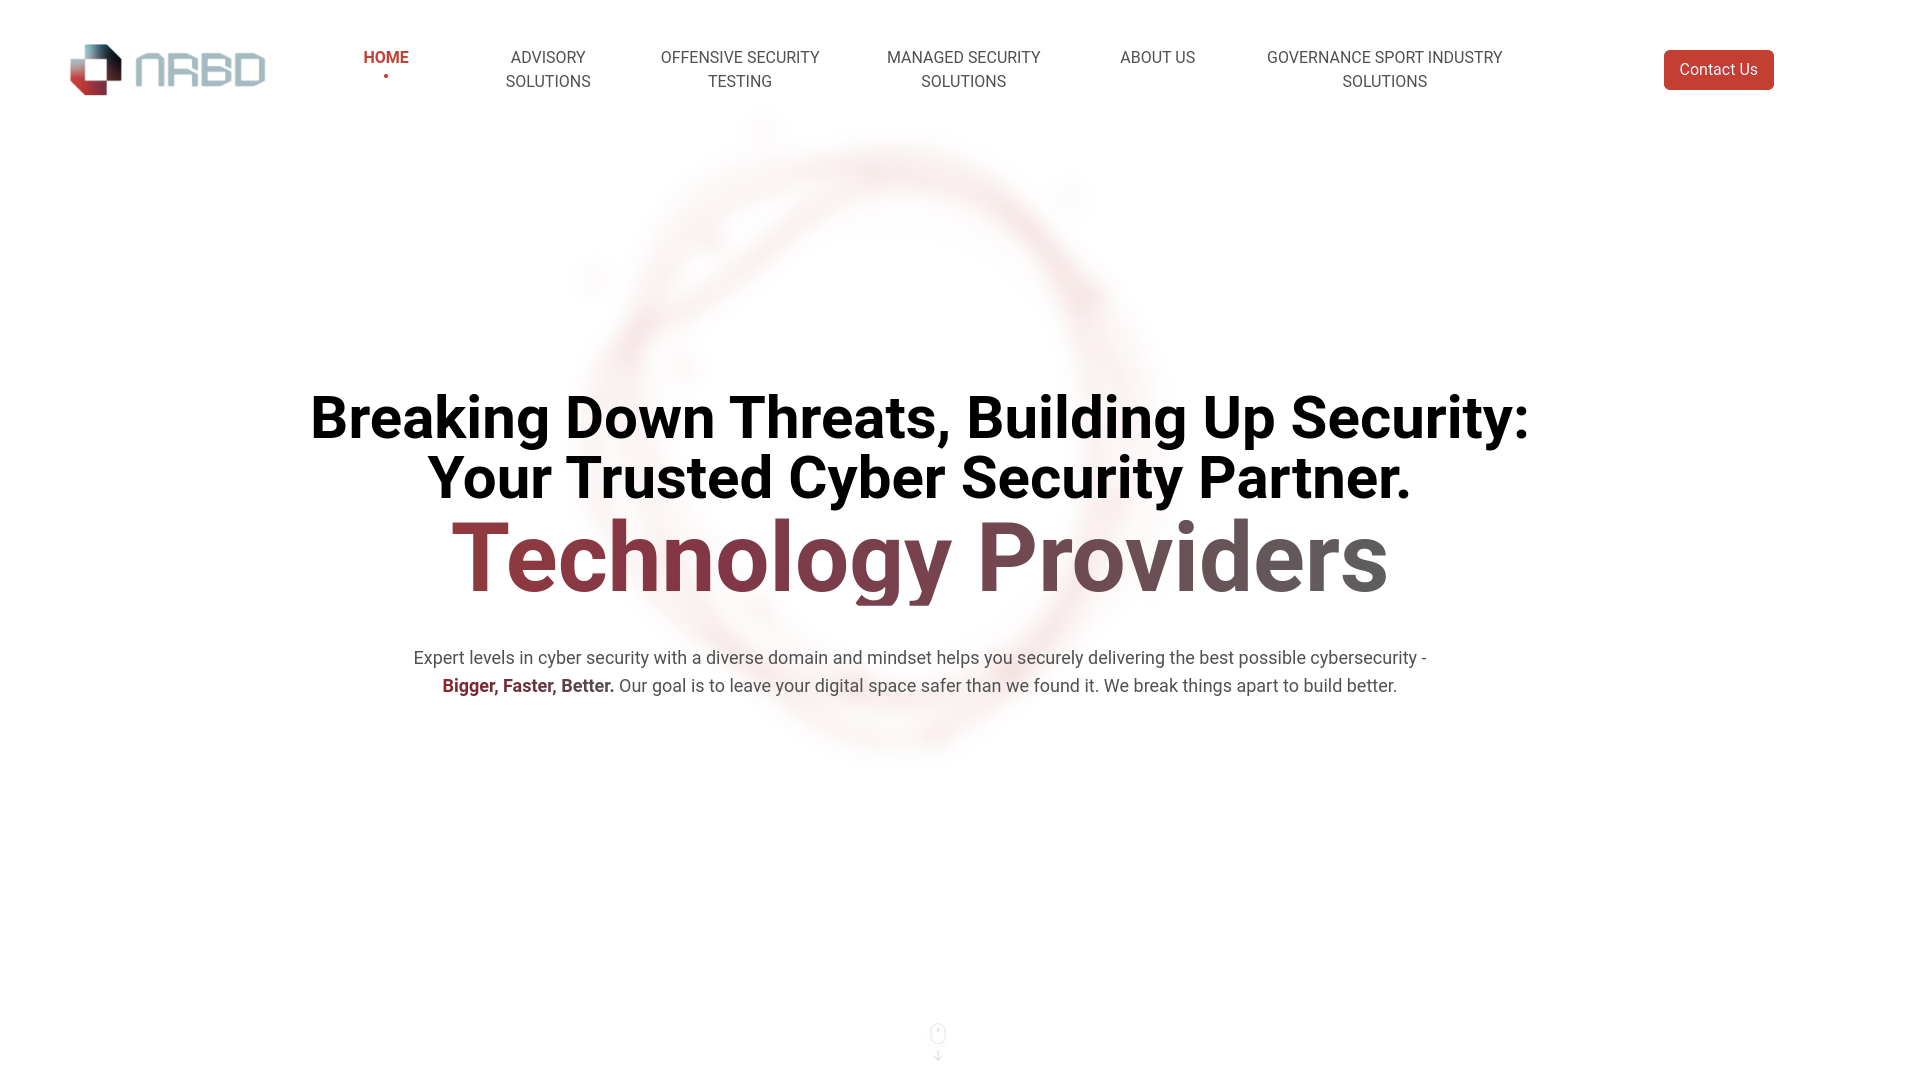 NRBD
HOME
ADVISORY
SOLUTIONS
OFFENSIVE SECURITY
TESTING
MANAGED SECURITY
SOLUTIONS
ABOUT US
GOVERNANCE SPORT INDUSTRY
SOLUTIONS
Contact Us
Breaking Down Threats, Building Up Security:
Your Trusted Cyber Security Partner.
Technology Providers
Expert levels in cyber security with a diverse domain and mindset helps you securely delivering the best possible cybersecurity -
Bigger, Faster, Better. Our goal is to leave your digital space safer than we found it. We break things apart to build better.